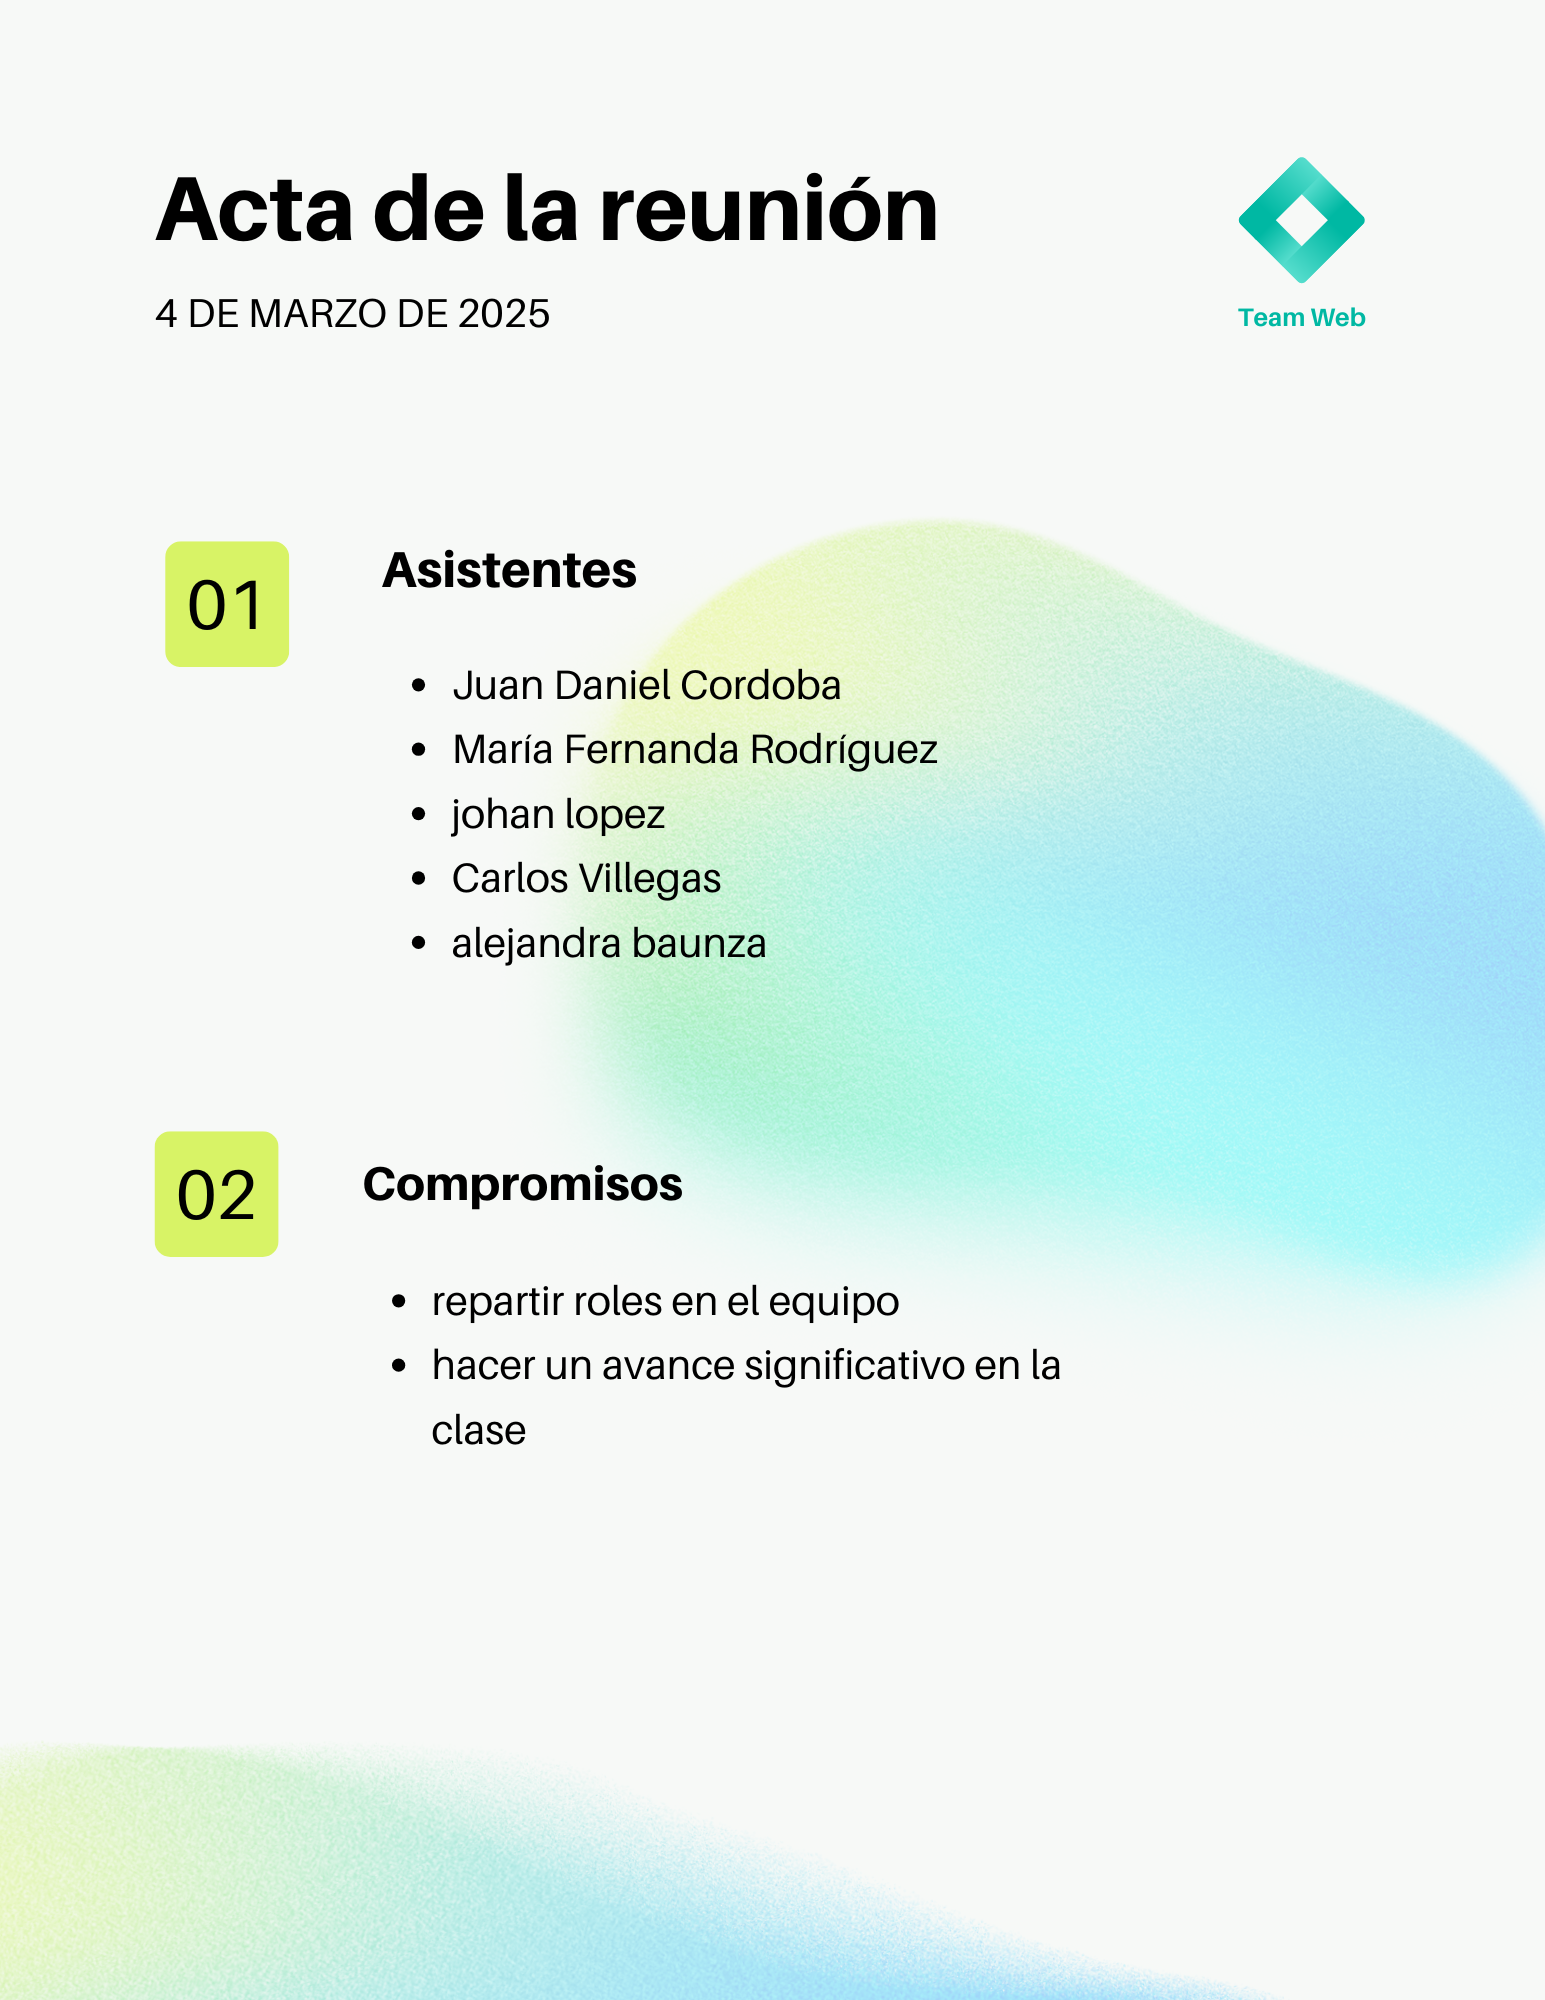 Acta de la reunión
4 DE MARZO DE 2025
Team Web
01
Asistentes
• Juan Daniel Cordoba
• María Fernanda Rodríguez
• johan lopez
• Carlos Villegas
• alejandra baunza
02
Compromisos
• repartir roles en el equipo
• hacer un avance significativo en la
clase